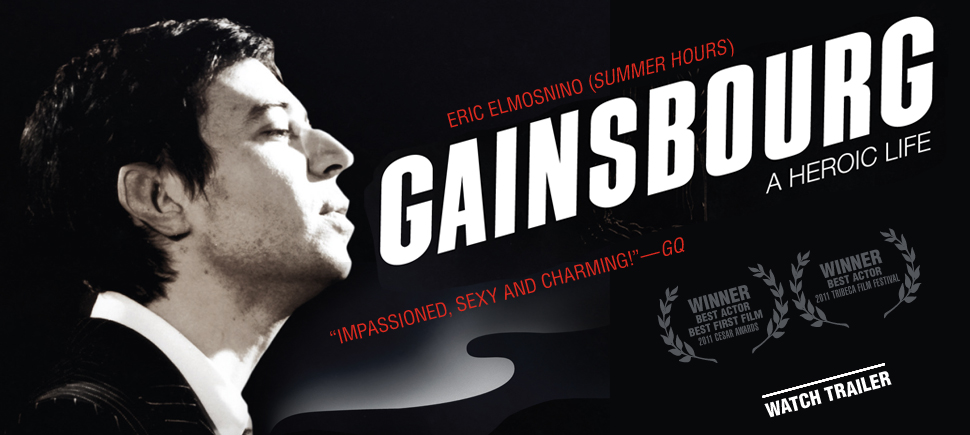 ERIC ELMOSNINO (SUMMER HOURS)
GAINSBOURG
A HEROIC LIFE
“IMPASSIONED, SEXY AND CHARMING!”—GQ
WINNER
BEST ACTOR
BEST FIRST FILM
2011 CESAR AWARDS
WINNER
BEST ACTOR
2011 TRIBECA FILM FESTIVAL
WATCH TRAILER